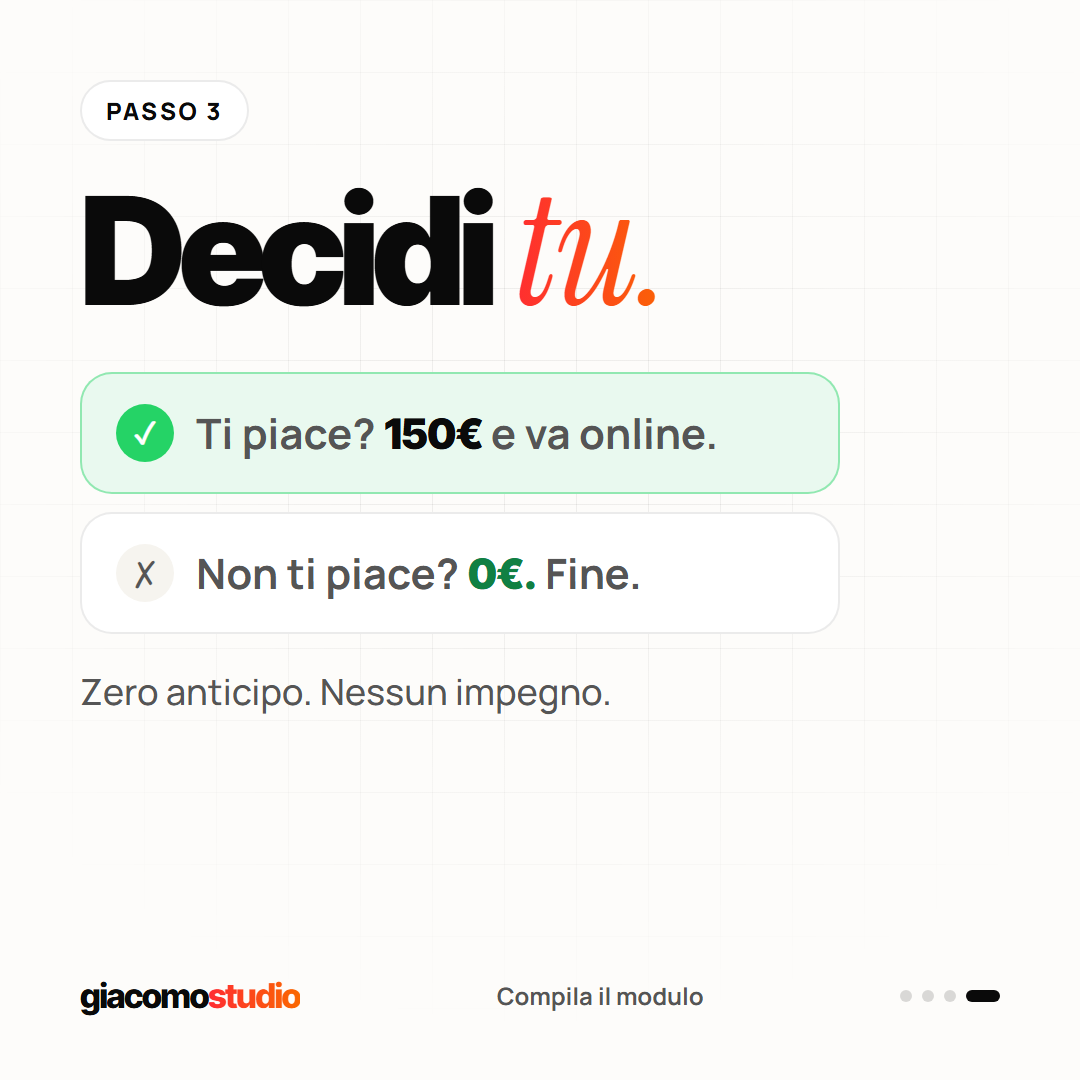 PASSO 3
Decidi tu.
✓ Ti piace? 150€ e va online.
✗ Non ti piace? 0€. Fine.
Zero anticipo. Nessun impegno.
giacomostudio
Compila il modulo